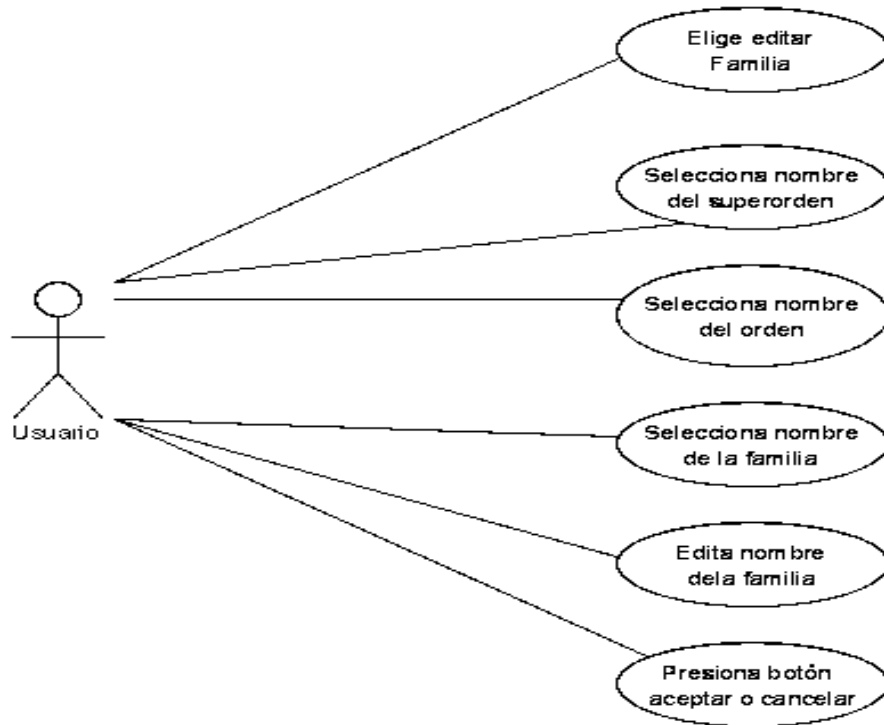 Elige editar
Familia
Selecciona nombre
del superorden
Selecciona nombre
del orden
Usuario
Selecciona nombre
de la familia
Edita nombre
dela familia
Presiona botón
aceptar o cancelar